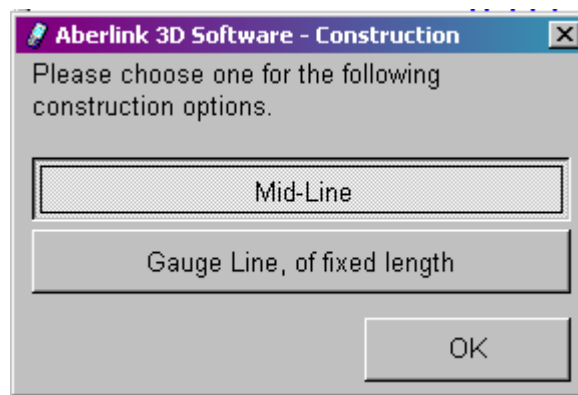 Aberlink 3D Software - Construction
Please choose one for the following
construction options.
Mid-Line
Gauge Line, of fixed length
OK